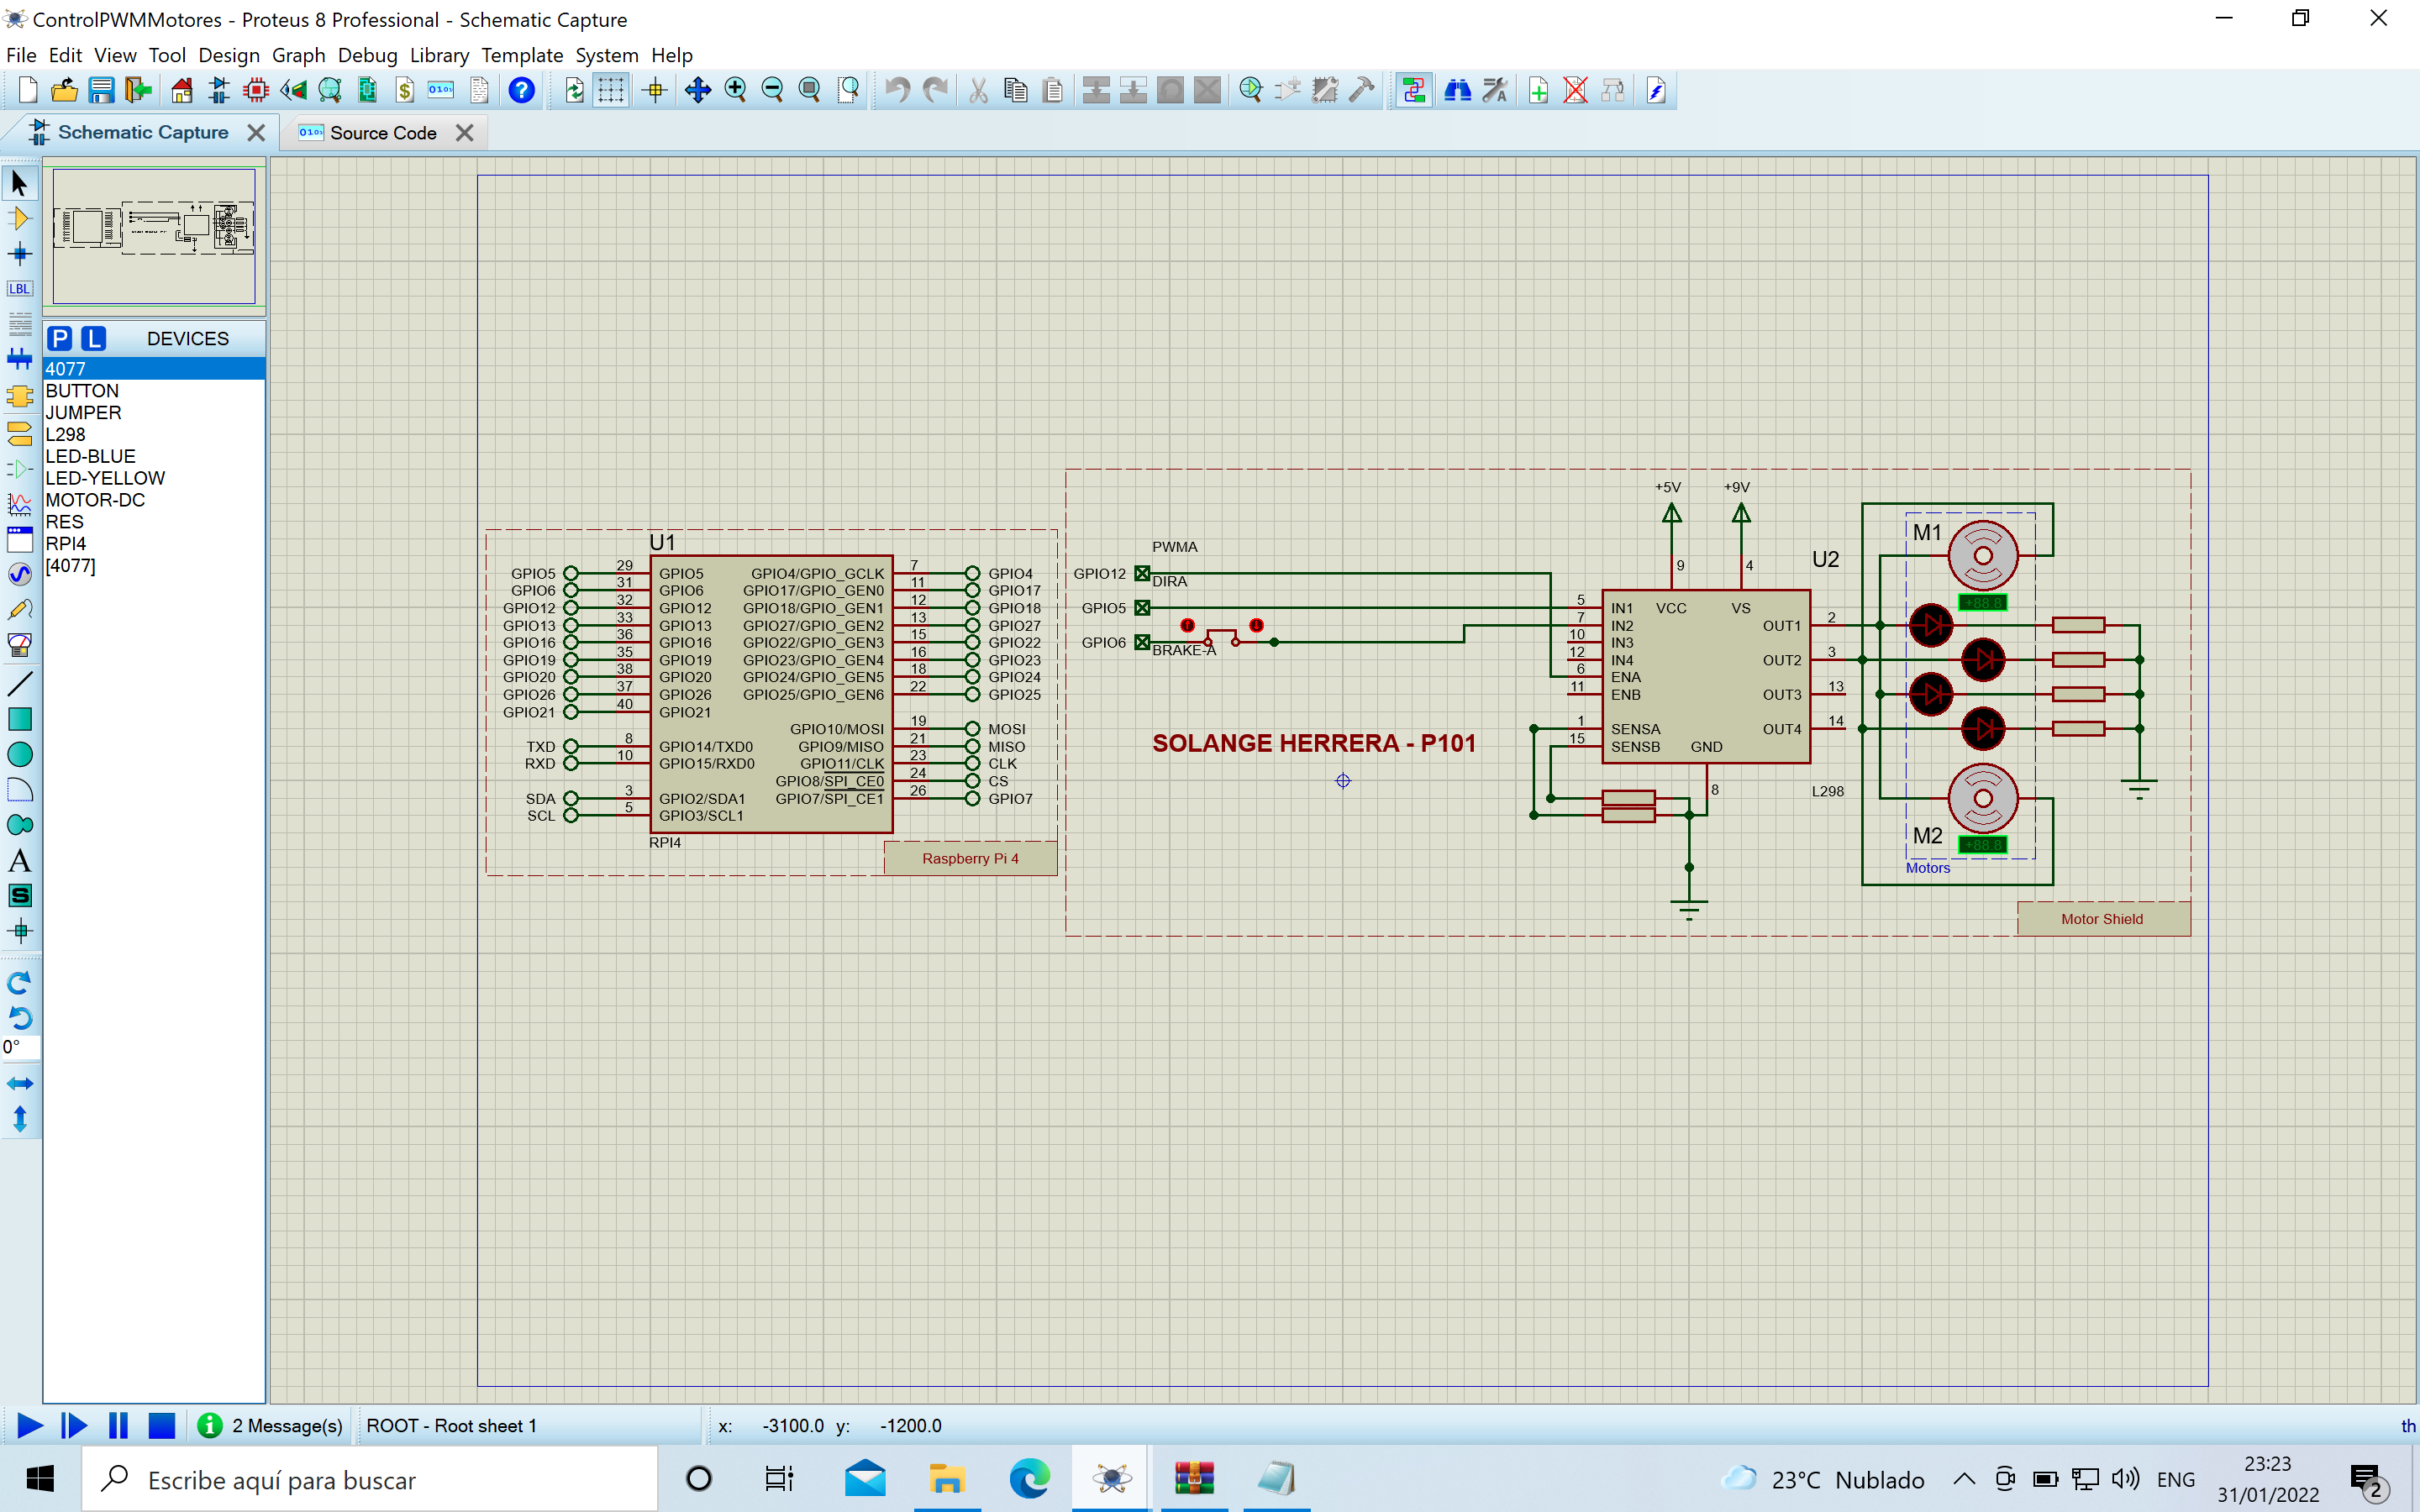 ControlPWMMotores - Proteus 8 Professional - Schematic Capture
File Edit View Tool Design Graph Debug Library Template System Help
Schematic Capture
Source Code
LBL
P L DEVICES
4077
BUTTON
JUMPER
L298
LED-BLUE
LED-YELLOW
MOTOR-DC
RES
RPI4
[4077]
A
S
0°
U1
GPIO5 29 GPIO5 GPIO4/GPIO_GCLK 7 GPIO4
GPIO6 31 GPIO6 GPIO17/GPIO_GEN0 11 GPIO17
GPIO12 32 GPIO12 GPIO18/GPIO_GEN1 12 GPIO18
GPIO13 33 GPIO13 GPIO27/GPIO_GEN2 13 GPIO27
GPIO16 36 GPIO16 GPIO22/GPIO_GEN3 15 GPIO22
GPIO19 35 GPIO19 GPIO23/GPIO_GEN4 16 GPIO23
GPIO20 38 GPIO20 GPIO24/GPIO_GEN5 18 GPIO24
GPIO26 37 GPIO26 GPIO25/GPIO_GEN6 22 GPIO25
GPIO21 40 GPIO21
GPIO10/MOSI 19 MOSI
TXD 8 GPIO14/TXD0 GPIO9/MISO 21 MISO
RXD 10 GPIO15/RXD0 GPIO11/CLK 23 CLK
GPIO8/SPI_CE0 24 CS
SDA 3 GPIO2/SDA1 GPIO7/SPI_CE1 26 GPIO7
SCL 5 GPIO3/SCL1
RPI4
Raspberry Pi 4
+5V +9V
PWMA
GPIO12
DIRA
GPIO5
GPIO6
BRAKE-A
SOLANGE HERRERA - P101
U2
9 4
5 IN1 VCC VS
7 IN2 OUT1 2
10 IN3
12 IN4 OUT2 3
6 ENA
11 ENB OUT3 13
1 SENSA OUT4 14
15 SENSB GND
8
L298
M1
+88.8
M2
+88.8
Motors
Motor Shield
2 Message(s) ROOT - Root sheet 1 x: -3100.0 y: -1200.0 th
Escribe aquí para buscar
23°C Nublado
ENG
23:23
31/01/2022
2